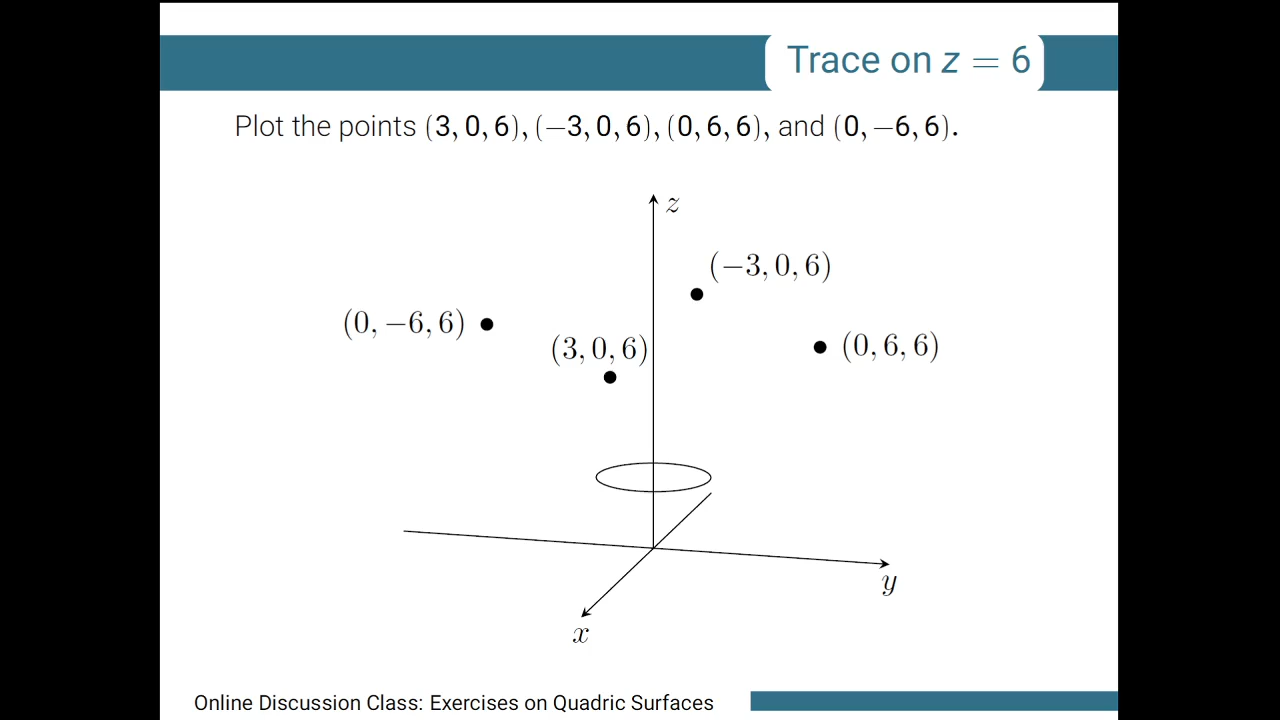 Trace on z = 6
Plot the points (3, 0, 6), (−3, 0, 6), (0, 6, 6), and (0, −6, 6).
z
(−3, 0, 6)
(0, −6, 6)
(3, 0, 6)
(0, 6, 6)
y
x
Online Discussion Class: Exercises on Quadric Surfaces